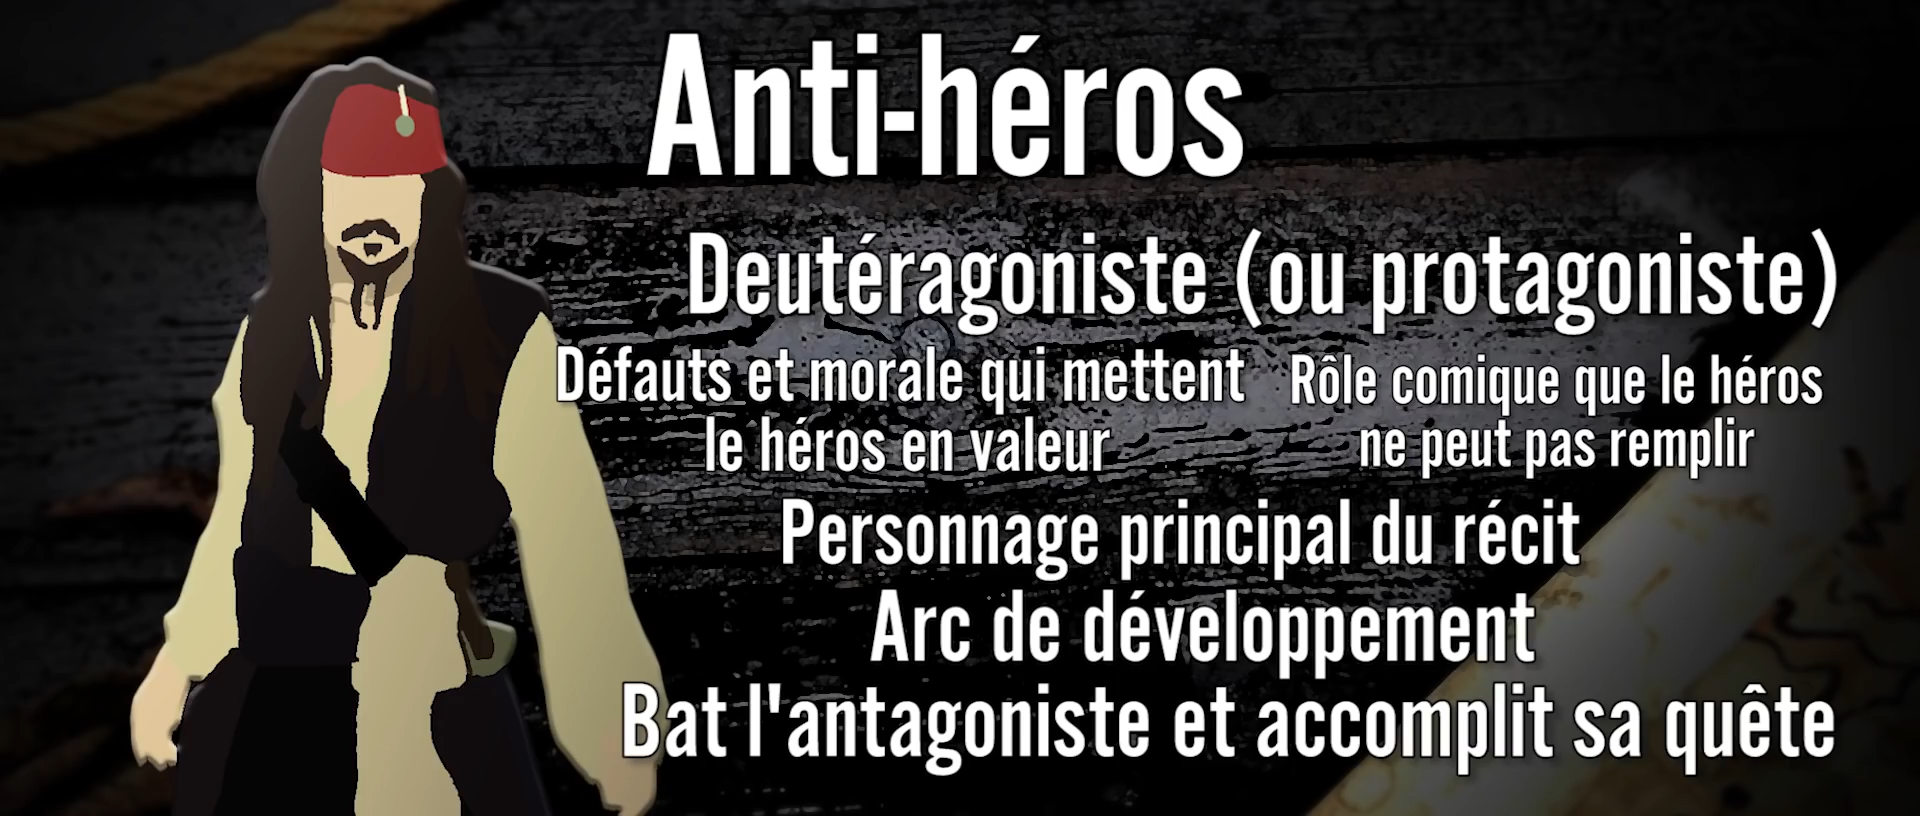 Anti-héros
Deutéragoniste (ou protagoniste)
Défauts et morale qui mettent
le héros en valeur
Rôle comique que le héros
ne peut pas remplir
Personnage principal du récit
Arc de développement
Bat l'antagoniste et accomplit sa quête